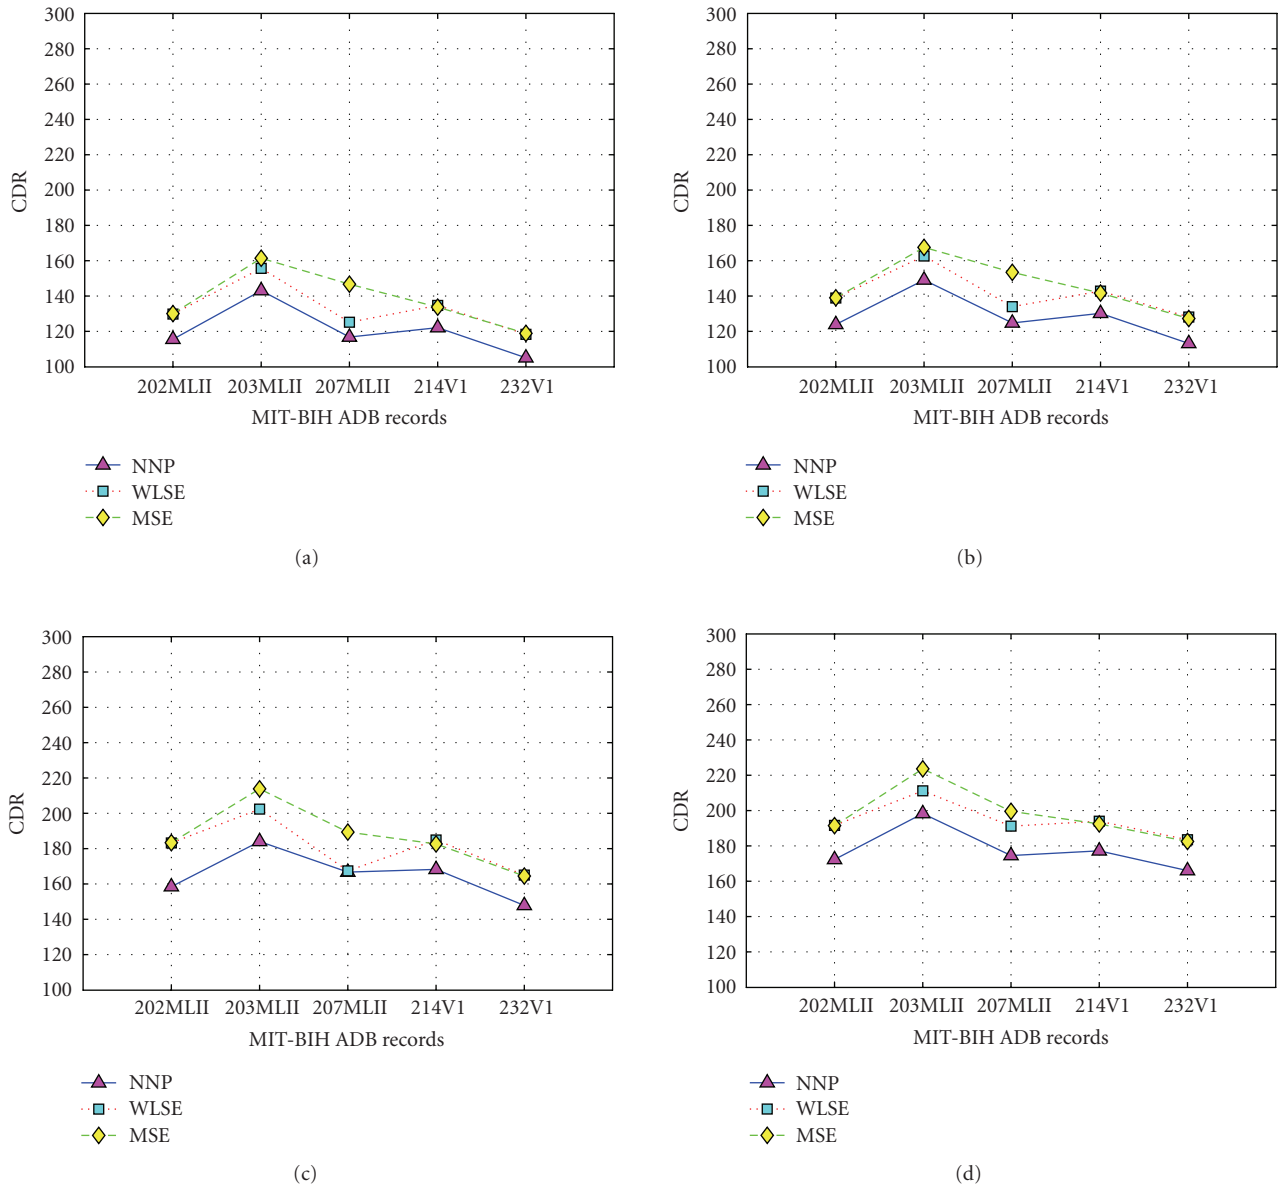 300
280
260
240
220
200
180
160
140
120
100
CDR
202MLII 203MLII 207MLII 214V1 232V1
MIT-BIH ADB records
NNP
WLSE
MSE
(a)
300
280
260
240
220
200
180
160
140
120
100
CDR
202MLII 203MLII 207MLII 214V1 232V1
MIT-BIH ADB records
NNP
WLSE
MSE
(b)
300
280
260
240
220
200
180
160
140
120
100
CDR
202MLII 203MLII 207MLII 214V1 232V1
MIT-BIH ADB records
NNP
WLSE
MSE
(c)
300
280
260
240
220
200
180
160
140
120
100
CDR
202MLII 203MLII 207MLII 214V1 232V1
MIT-BIH ADB records
NNP
WLSE
MSE
(d)